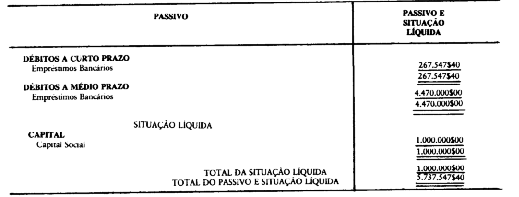 PASSIVO
PASSIVO E
SITUAÇÃO
LÍQUIDA
DÉBITOS A CURTO PRAZO
Empréstimos Bancários 267.547$40
267.547$40
DÉBITOS A MÉDIO PRAZO
Empréstimos Bancários 4.470.000$00
4.470.000$00
SITUAÇÃO LÍQUIDA
CAPITAL
Capital Social 1.000.000$00
1.000.000$00
TOTAL DA SITUAÇÃO LÍQUIDA 1.000.000$00
TOTAL DO PASSIVO E SITUAÇÃO LÍQUIDA 5.737.547$40